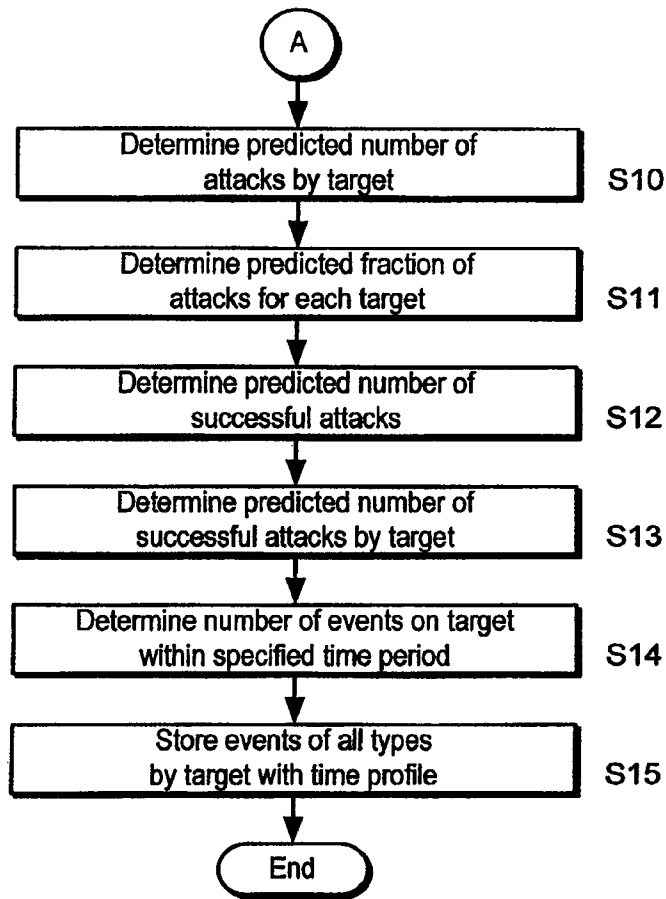 A
Determine predicted number of
attacks by target
S10
Determine predicted fraction of
attacks for each target
S11
Determine predicted number of
successful attacks
S12
Determine predicted number of
successful attacks by target
S13
Determine number of events on target
within specified time period
S14
Store events of all types
by target with time profile
S15
End